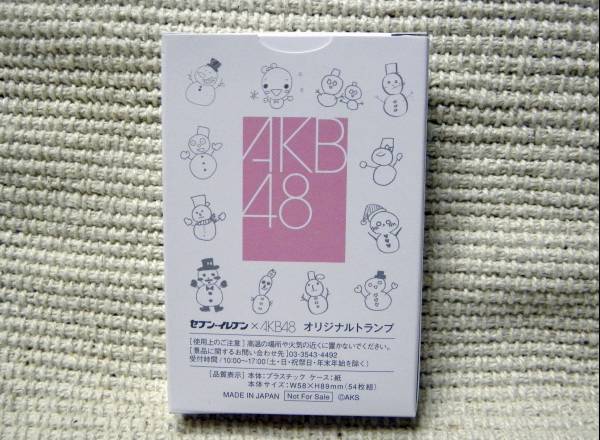 AKB
48
セブン-イレブン×AKB48 オリジナルトランプ
[使用上のご注意]高温の場所や火気の近くに置かないでください。
[景品に関するお問い合わせ先]03-3543-4492
受付時間/10:00~17:00(土・日・祝祭日・年末年始を除く)
[品質表示]本体:プラスチック ケース:紙
本体サイズ:W58×H89mm(54枚組)
MADE IN JAPAN Not For Sale ©AKS